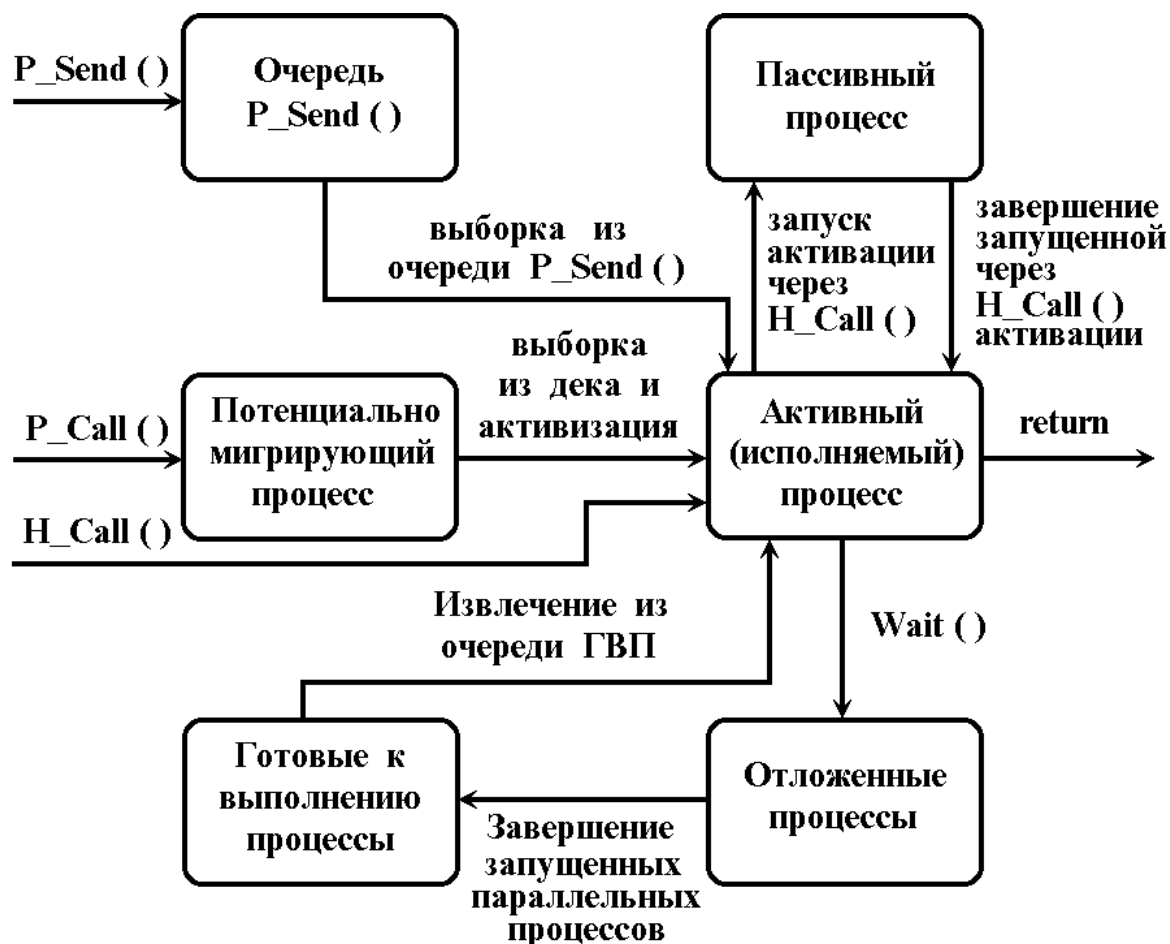 P_Send ( )
Очередь
P_Send ( )
Пассивный
процесс
выборка из
очереди P_Send ( )
запуск
активации
через
H_Call ( )
завершение
запущенной
через
H_Call ( )
активации
P_Call ( )
Потенциально
мигрирующий
процесс
выборка
из дека и
активизация
Активный
(исполняемый)
процесс
return
H_Call ( )
Извлечение из
очереди ГВП
Wait ( )
Готовые к
выполнению
процессы
Завершение
запущенных
параллельных
процессов
Отложенные
процессы